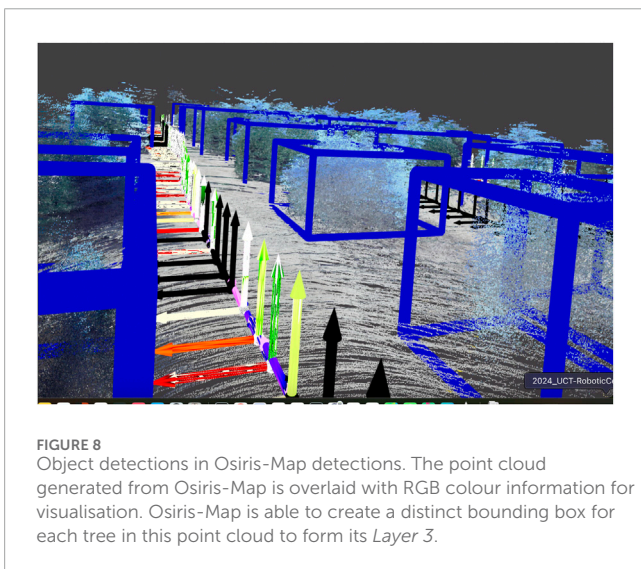 2024_UCT-RoboticC
FIGURE 8
Object detections in Osiris-Map detections. The point cloud
generated from Osiris-Map is overlaid with RGB colour information for
visualisation. Osiris-Map is able to create a distinct bounding box for
each tree in this point cloud to form its Layer 3.